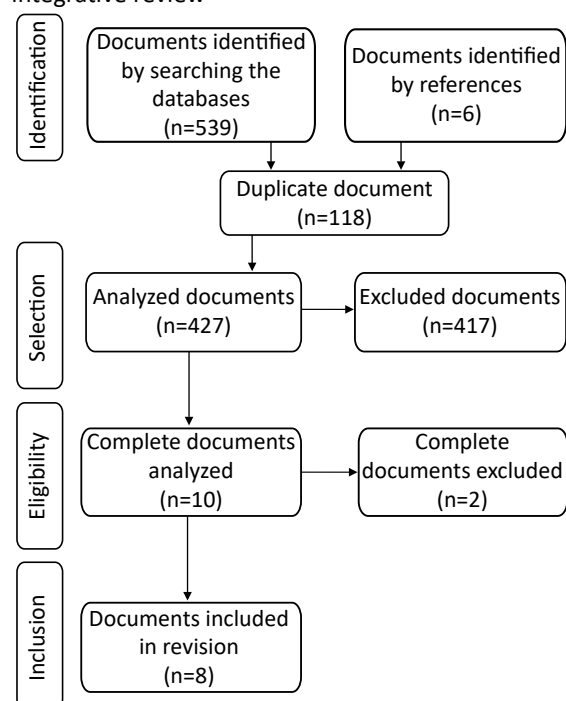 integrative review
Identification
Documents identified
by searching the
databases
(n=539)
Documents identified
by references
(n=6)
Duplicate document
(n=118)
Selection
Analyzed documents
(n=427)
Excluded documents
(n=417)
Eligibility
Complete documents
analyzed
(n=10)
Complete
documents excluded
(n=2)
Inclusion
Documents included
in revision
(n=8)